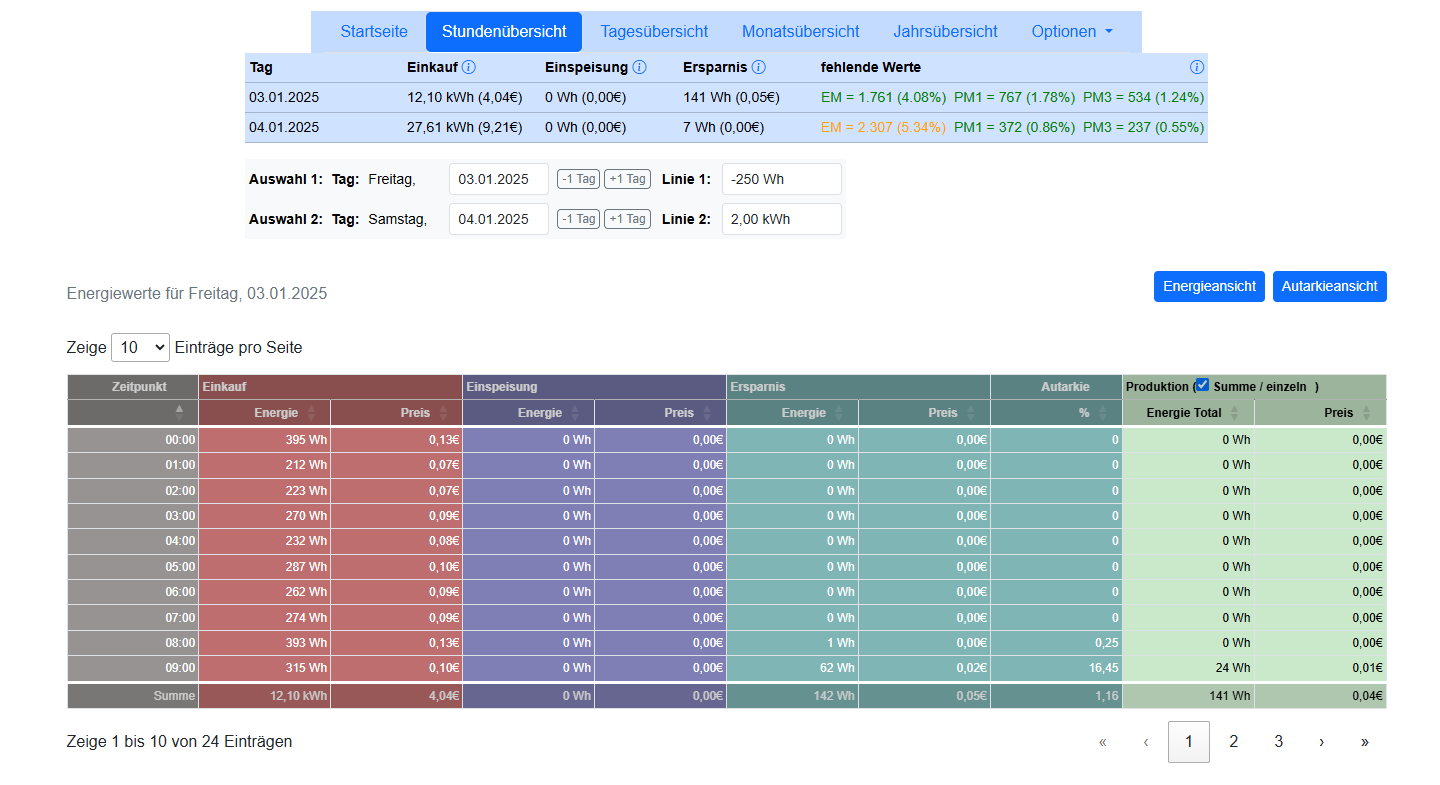 Startseite Stundenübersicht Tagesübersicht Monatsübersicht Jahrsübersicht Optionen
Tag Einkauf Einspeisung Ersparnis fehlende Werte
03.01.2025 12,10 kWh (4,04€) 0 Wh (0,00€) 141 Wh (0,05€) EM = 1.761 (4.08%) PM1 = 767 (1.78%) PM3 = 534 (1.24%)
04.01.2025 27,61 kWh (9,21€) 0 Wh (0,00€) 7 Wh (0,00€) EM = 2.307 (5.34%) PM1 = 372 (0.86%) PM3 = 237 (0.55%)
Auswahl 1: Tag: Freitag, 03.01.2025 -1 Tag +1 Tag Linie 1: -250 Wh
Auswahl 2: Tag: Samstag, 04.01.2025 -1 Tag +1 Tag Linie 2: 2,00 kWh
Energiewerte für Freitag, 03.01.2025 Energieansicht Autarkieansicht
Zeige 10 Einträge pro Seite
Zeitpunkt Einkauf Einspeisung Ersparnis Autarkie Produktion ( Summe / einzeln )
Energie Preis Energie Preis Energie Preis % Energie Total Preis
00:00 395 Wh 0,13€ 0 Wh 0,00€ 0 Wh 0,00€ 0 0 Wh 0,00€
01:00 212 Wh 0,07€ 0 Wh 0,00€ 0 Wh 0,00€ 0 0 Wh 0,00€
02:00 223 Wh 0,07€ 0 Wh 0,00€ 0 Wh 0,00€ 0 0 Wh 0,00€
03:00 270 Wh 0,09€ 0 Wh 0,00€ 0 Wh 0,00€ 0 0 Wh 0,00€
04:00 232 Wh 0,08€ 0 Wh 0,00€ 0 Wh 0,00€ 0 0 Wh 0,00€
05:00 287 Wh 0,10€ 0 Wh 0,00€ 0 Wh 0,00€ 0 0 Wh 0,00€
06:00 262 Wh 0,09€ 0 Wh 0,00€ 0 Wh 0,00€ 0 0 Wh 0,00€
07:00 274 Wh 0,09€ 0 Wh 0,00€ 0 Wh 0,00€ 0 0 Wh 0,00€
08:00 393 Wh 0,13€ 0 Wh 0,00€ 1 Wh 0,00€ 0,25 0 Wh 0,00€
09:00 315 Wh 0,10€ 0 Wh 0,00€ 62 Wh 0,02€ 16,45 24 Wh 0,01€
Summe 12,10 kWh 4,04€ 0 Wh 0,00€ 142 Wh 0,05€ 1,16 141 Wh 0,04€
Zeige 1 bis 10 von 24 Einträgen « ‹ 1 2 3 › »